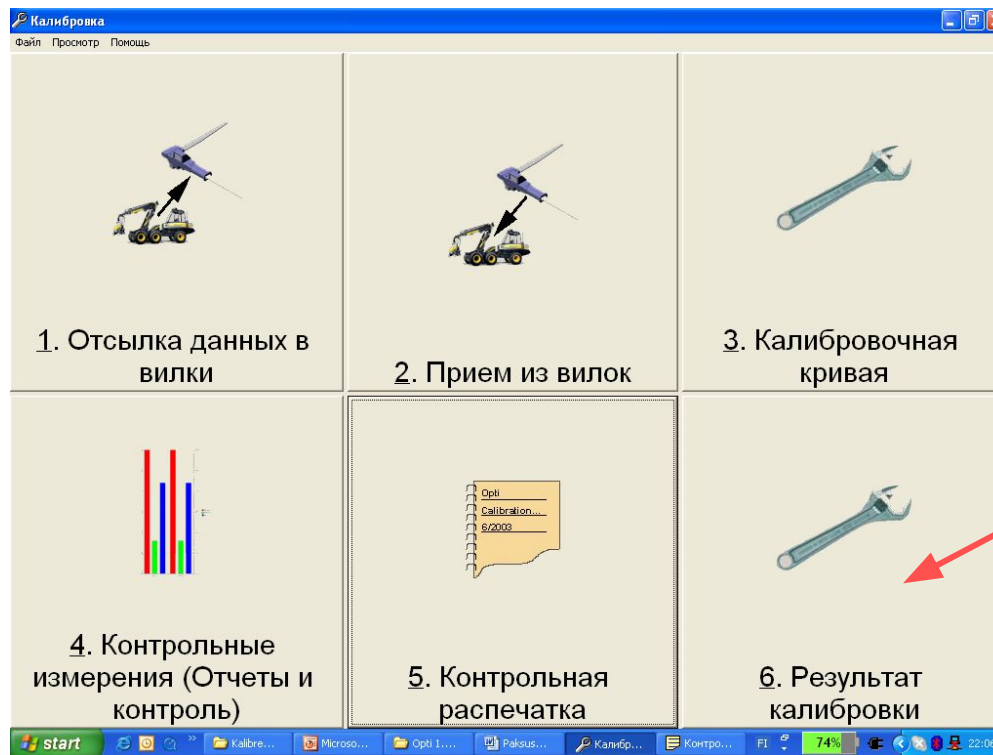 Калибровка
Файл Просмотр Помощь
1. Отсылка данных в
вилки
2. Прием из вилок
3. Калибровочная
кривая
4. Контрольные
измерения (Отчеты и
контроль)
Opti
Calibration...
6/2003
5. Контрольная
распечатка
6. Результат
калибровки
start
Kalibre...
Microso...
Opti 1....
Paksus...
Калибр...
Контро...
FI
74%